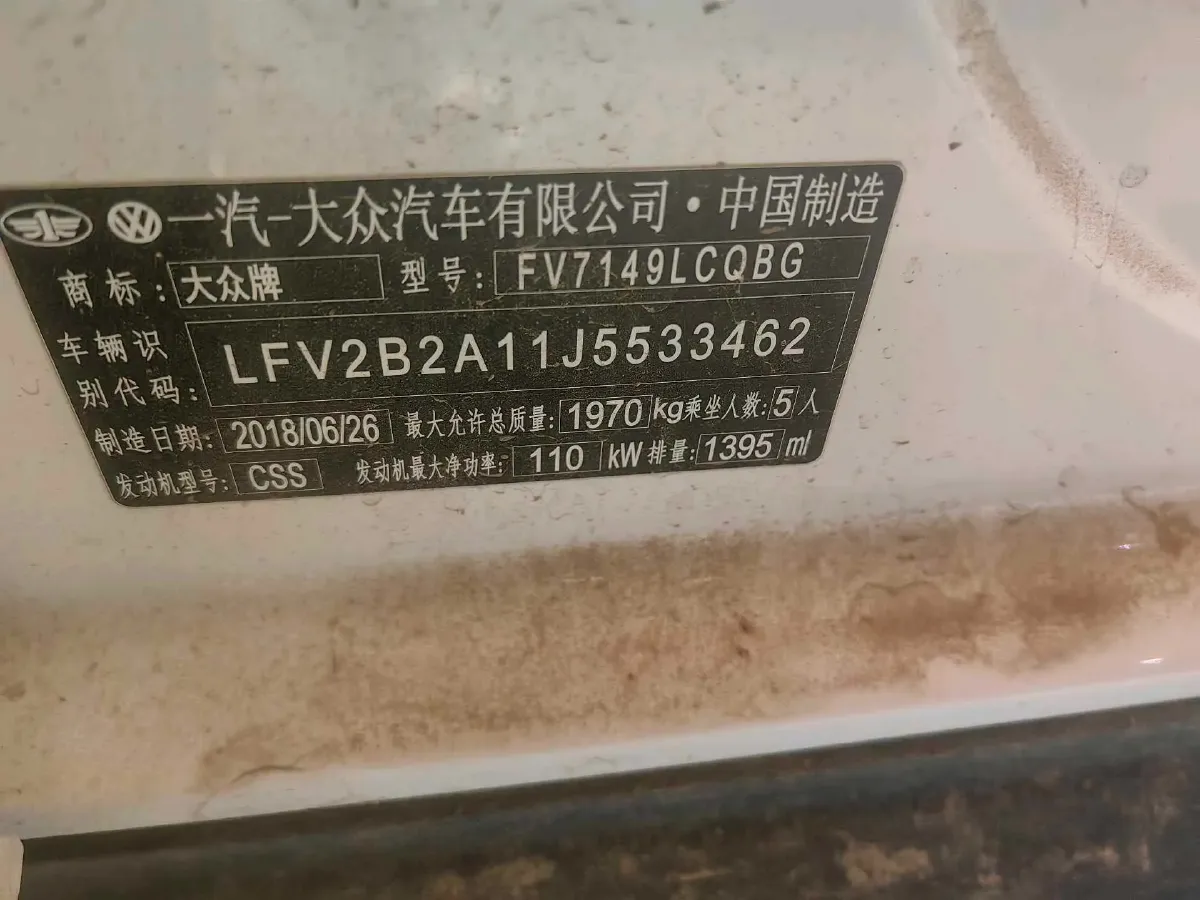 一汽-大众汽车有限公司·中国制造
商标: 大众牌 型号: FV7149LCQBG
车辆识别代码: LFV2B2A11J5533462
制造日期: 2018/06/26 最大允许总质量: 1970 kg 乘坐人数: 5 人
发动机型号: CSS 发动机最大净功率: 110 kW 排量: 1395 ml